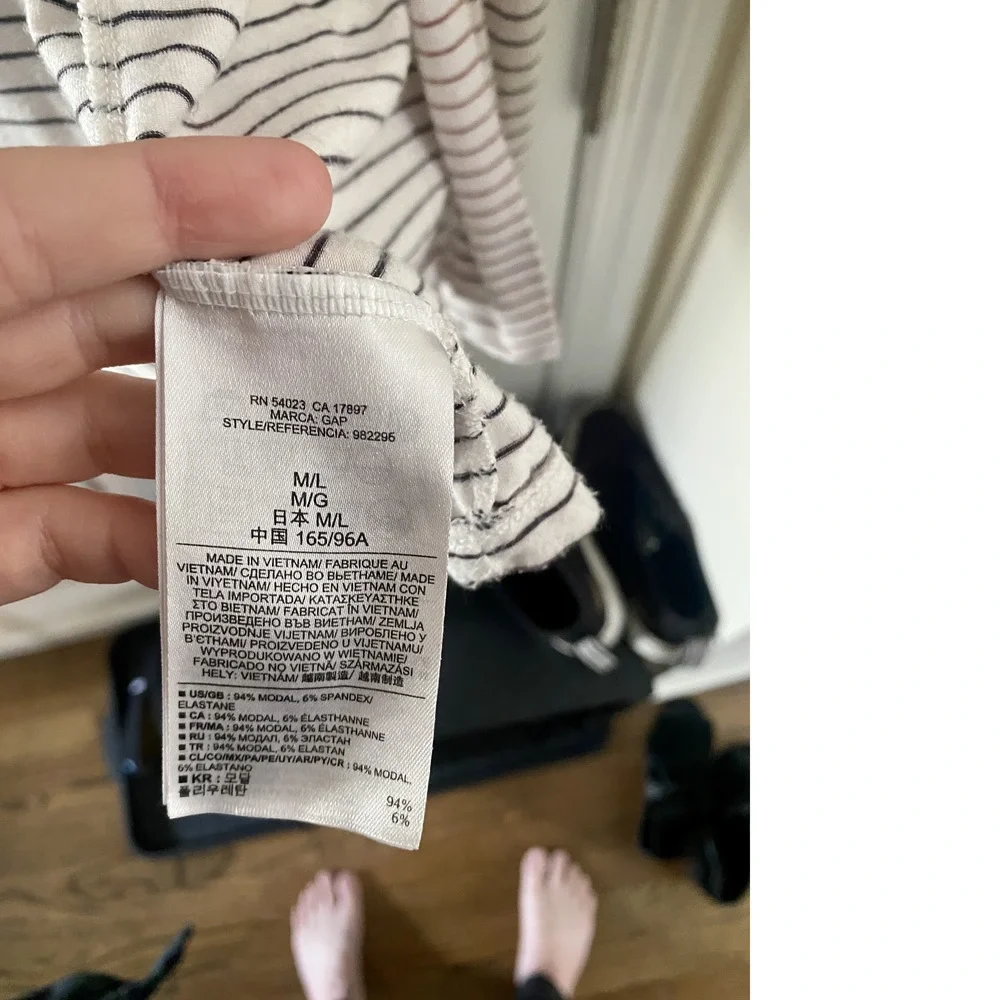 RN 54023 CA 17897
MARCA: GAP
STYLE/REFERENCIA: 982295
M/L
M/G
日本 M/L
中国 165/96A
MADE IN VIETNAM/ FABRIQUE AU
VIETNAM/ СДЕЛАНО ВО ВЬЕТНАМЕ/ MADE
IN VIYETNAM/ HECHO EN VIETNAM CON
TELA IMPORTADA/ ΚΑΤΑΣΚΕΥΑΣΤΗΚΕ
ΣΤΟ ΒΙΕΤΝΑΜ/ FABRICAT ÎN VIETNAM/
ПРОИЗВЕДЕНО ВЪВ ВИЕТНАМ/ ZEMLJA
PROIZVODNJE VIJETNAM/ ВИРОБЛЕНО У
В'ЄТНАМІ/ PROIZVEDENO U VIJETNAMU/
WYPRODUKOWANO W WIETNAMIE/
FABRICADO NO VIETNÃ/ SZÁRMAZÁSI
HELY: VIETNÁM/ 越南製造/ 越南制造
■ US/GB : 94% MODAL, 6% SPANDEX/
ELASTANE
■ CA : 94% MODAL, 6% ÉLASTHANNE
■ FR/MA : 94% MODAL, 6% ÉLASTHANNE
■ RU : 94% МОДАЛ, 6% ЭЛАСТАН
■ TR : 94% MODAL, 6% ELASTAN
■ CL/CO/MX/PA/PE/UY/AR/PY/CR : 94% MODAL,
6% ELASTANO
■ KR : 모달 94%
폴리우레탄 6%